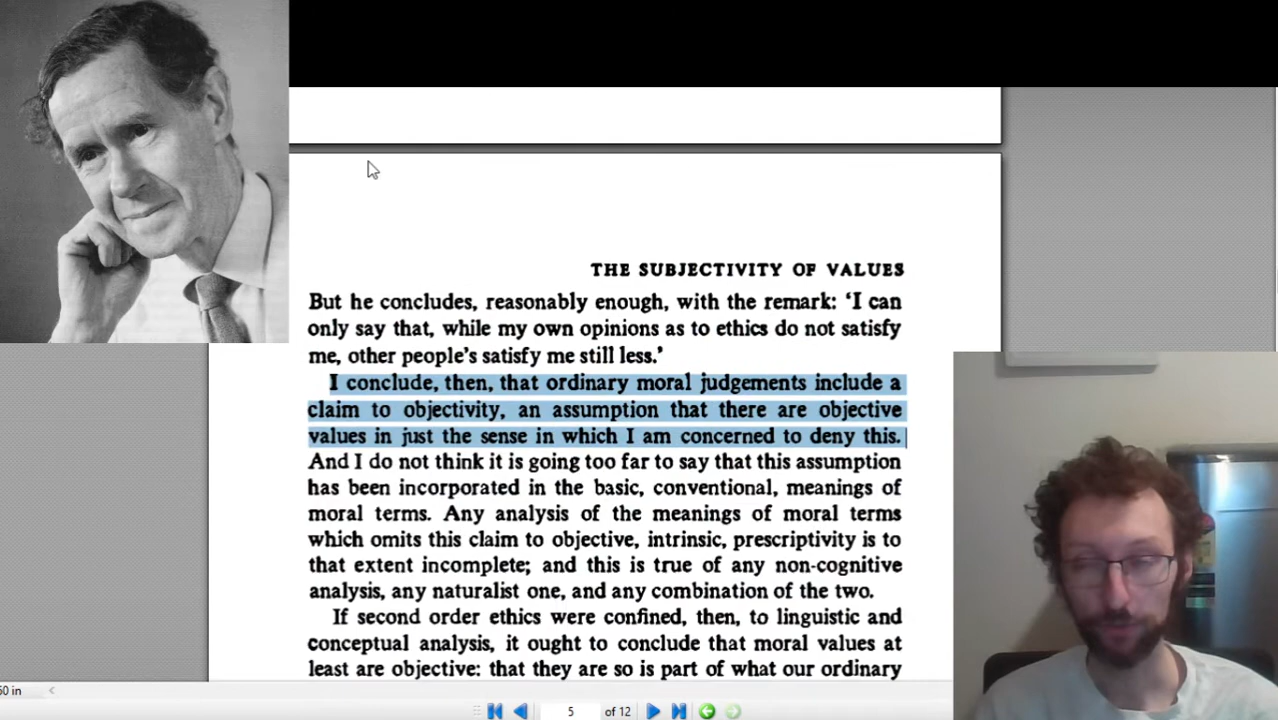 THE SUBJECTIVITY OF VALUES
But he concludes, reasonably enough, with the remark: 'I can
only say that, while my own opinions as to ethics do not satisfy
me, other people's satisfy me still less.'
I conclude, then, that ordinary moral judgements include a
claim to objectivity, an assumption that there are objective
values in just the sense in which I am concerned to deny this.
And I do not think it is going too far to say that this assumption
has been incorporated in the basic, conventional, meanings of
moral terms. Any analysis of the meanings of moral terms
which omits this claim to objective, intrinsic, prescriptivity is to
that extent incomplete; and this is true of any non-cognitive
analysis, any naturalist one, and any combination of the two.
If second order ethics were confined, then, to linguistic and
conceptual analysis, it ought to conclude that moral values at
least are objective: that they are so is part of what our ordinary
5 of 12